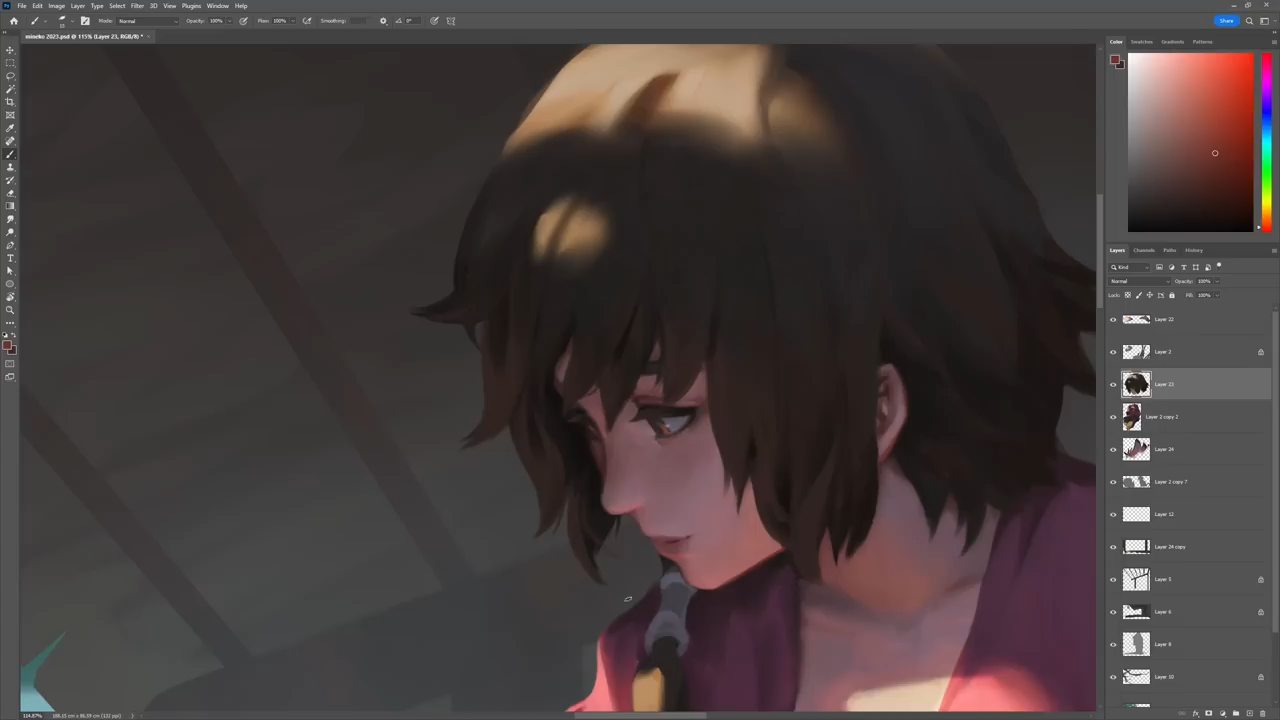 File Edit Image Layer Type Select Filter 3D View Plugins Window Help
Mode: Normal Opacity: 100% Flow: 100% Smoothing: 0° Share
mineko 2023.psd @ 115% (Layer 23, RGB/8) *
Color Swatches Gradients Patterns
Layers Channels Paths History
Kind
Normal Opacity: 100%
Lock: Fill: 100%
Layer 22
Layer 2
Layer 23
Layer 2 copy 2
Layer 24
Layer 2 copy 7
Layer 12
Layer 24 copy
Layer 5
Layer 6
Layer 8
Layer 10
114.87%